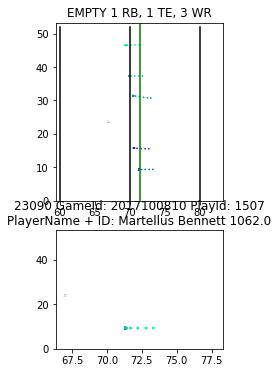 EMPTY 1 RB, 1 TE, 3 WR
50
40
30
20
10
0
60 65 70 75 80
23090 GameId: 2017100810 PlayId: 1507
PlayerName + ID: Martellus Bennett 1062.0
40
20
0
67.5 70.0 72.5 75.0 77.5